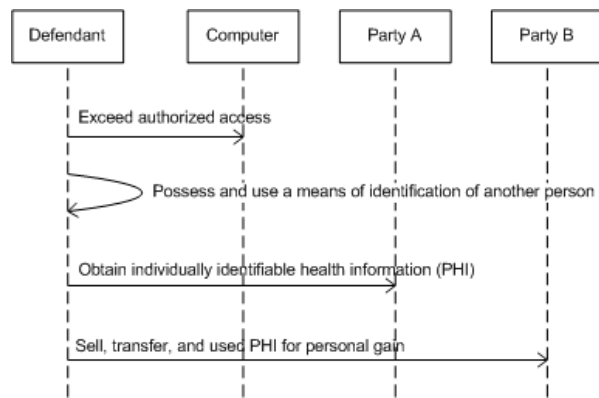 Defendant
Computer
Party A
Party B
Exceed authorized access
Possess and use a means of identification of another person
Obtain individually identifiable health information (PHI)
Sell, transfer, and used PHI for personal gain